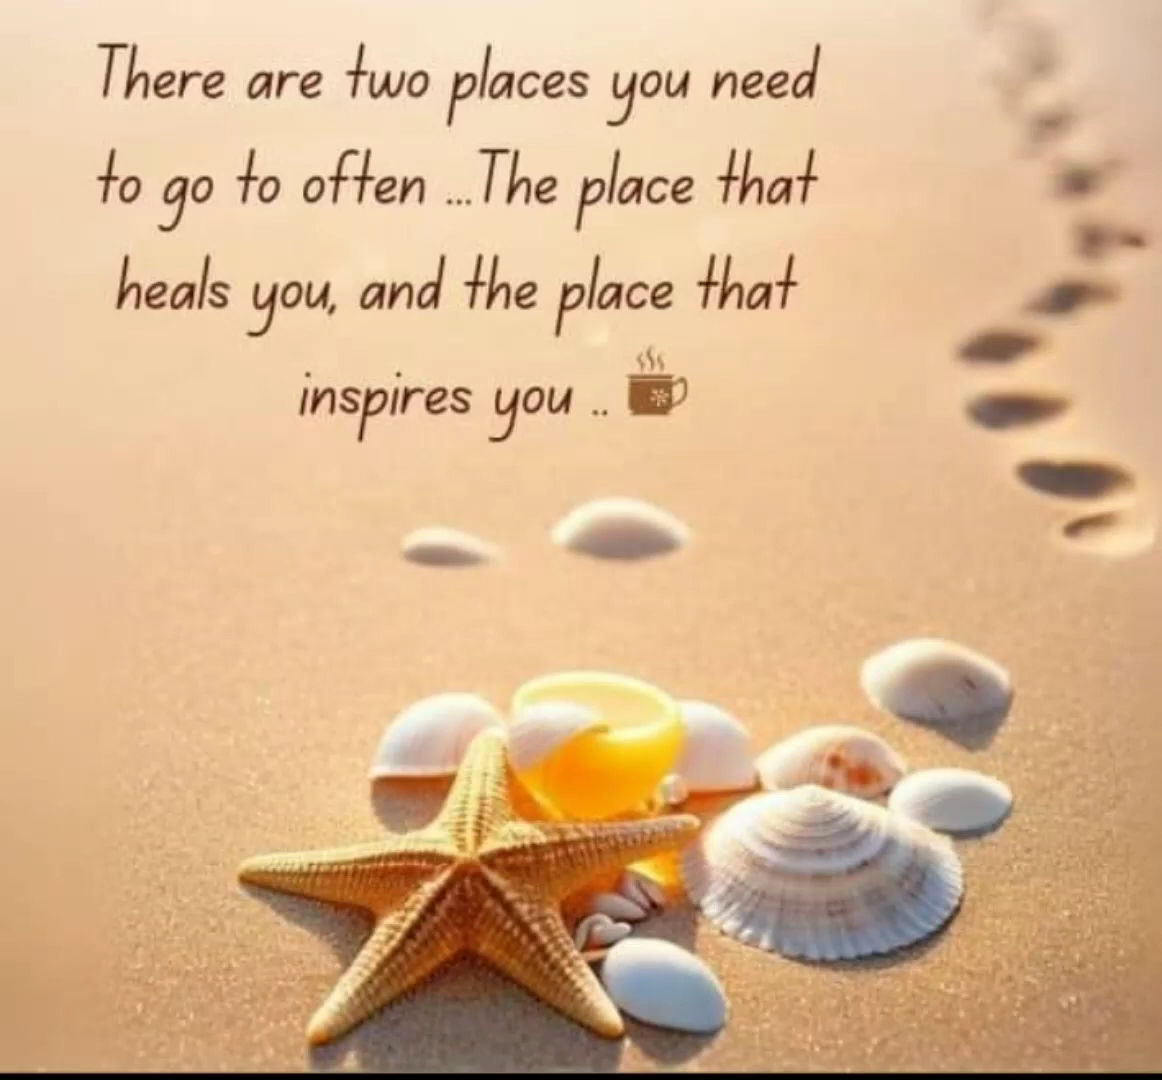 There are two places you need
to go to often ...The place that
heals you, and the place that
inspires you ..